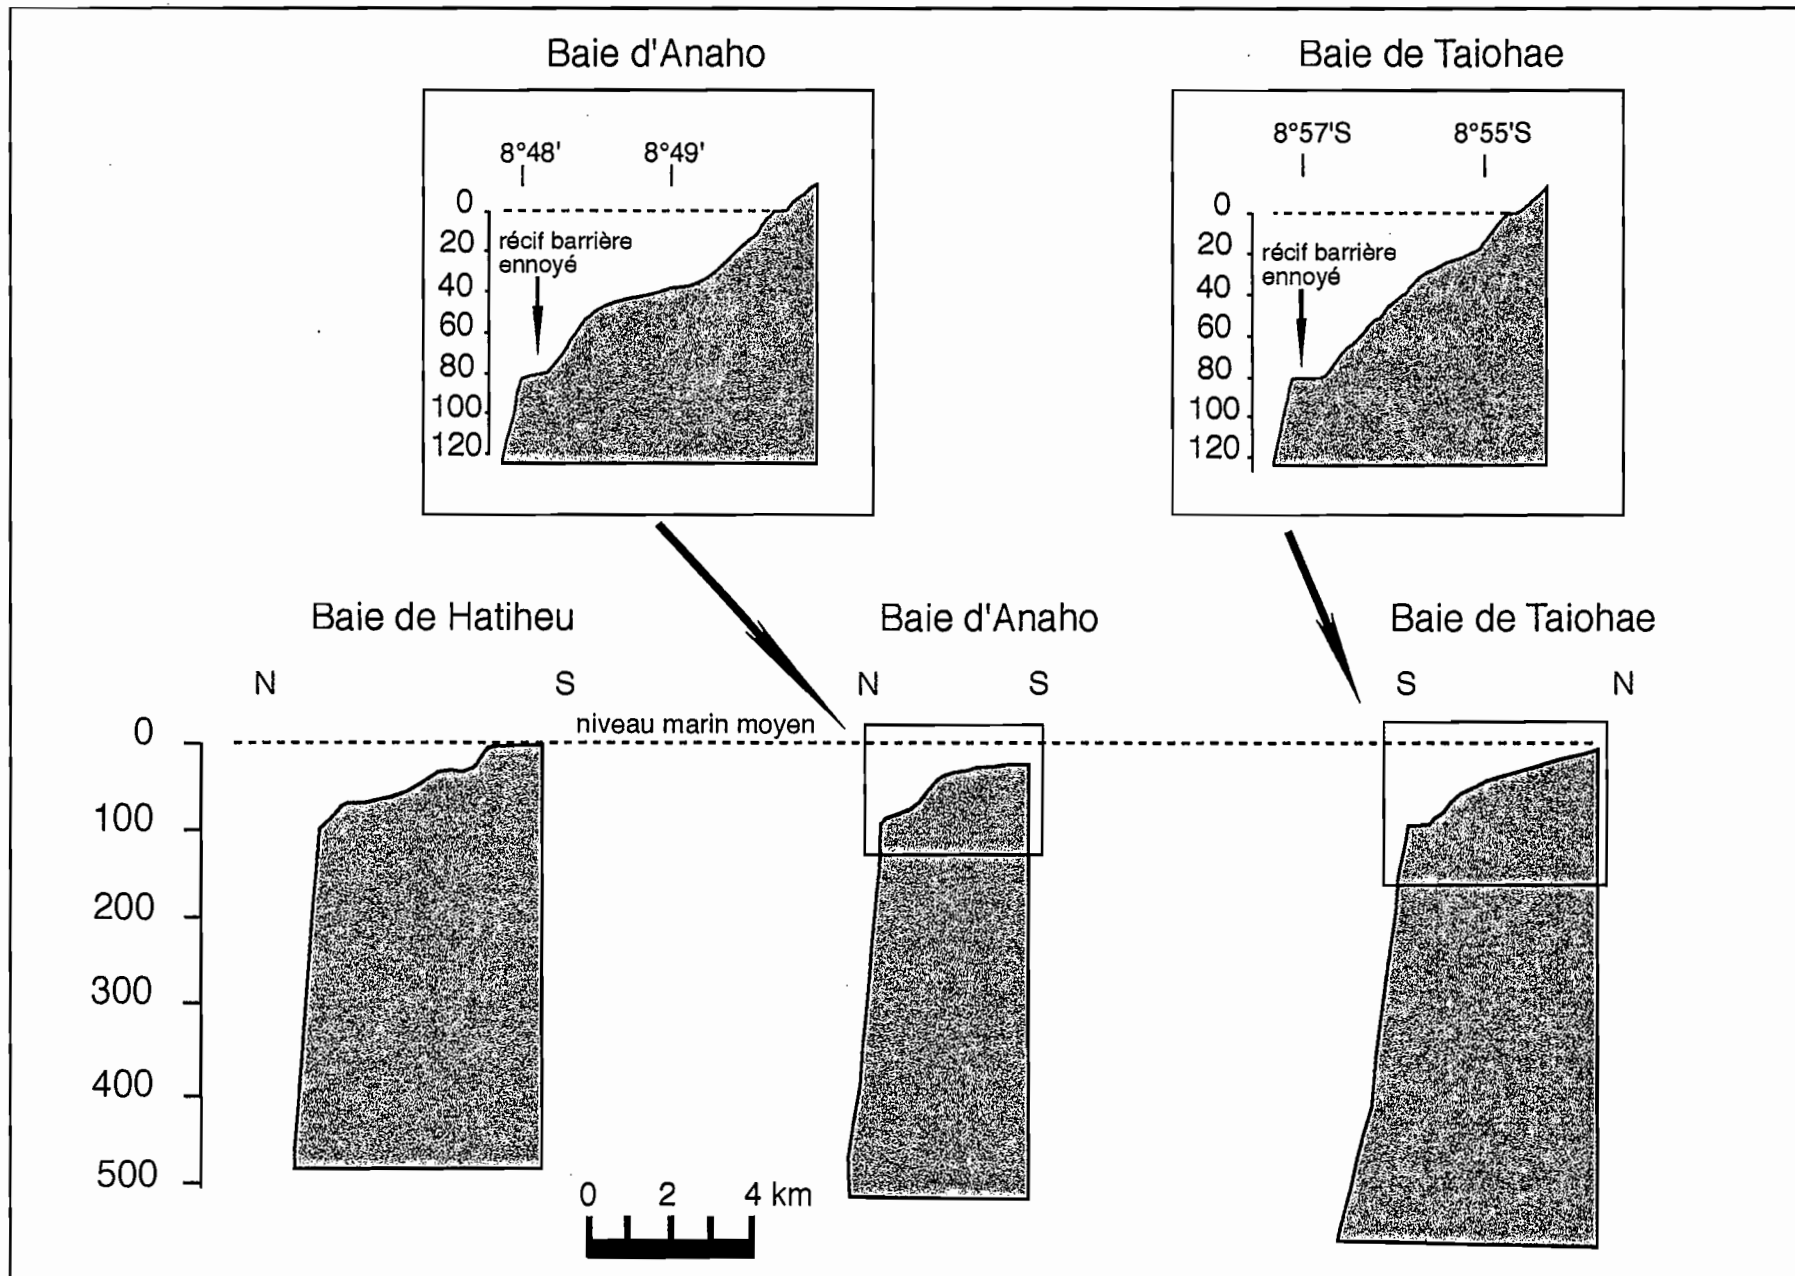 Baie d'Anaho
8°48' 8°49'
0
20
40
60
80
100
120
récif barrière
ennoyé
Baie de Taiohae
8°57'S 8°55'S
0
20
40
60
80
100
120
récif barrière
ennoyé
Baie de Hatiheu
N S
Baie d'Anaho
N S
Baie de Taiohae
S N
niveau marin moyen
0
100
200
300
400
500
0 2 4 km